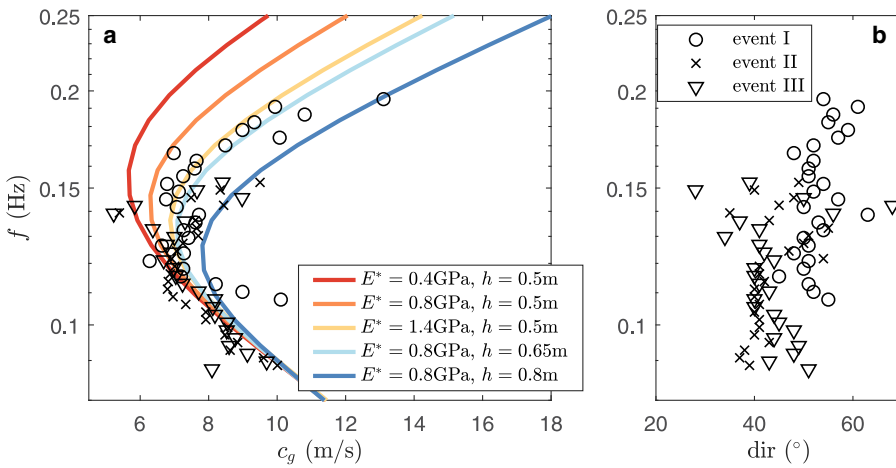 a
0.25
0.2
0.15
0.1
f (Hz)
6 8 10 12 14 16 18
c_g (m/s)
E* = 0.4GPa, h = 0.5m
E* = 0.8GPa, h = 0.5m
E* = 1.4GPa, h = 0.5m
E* = 0.8GPa, h = 0.65m
E* = 0.8GPa, h = 0.8m
b
event I
event II
event III
0.25
0.2
0.15
0.1
20 40 60
dir (°)